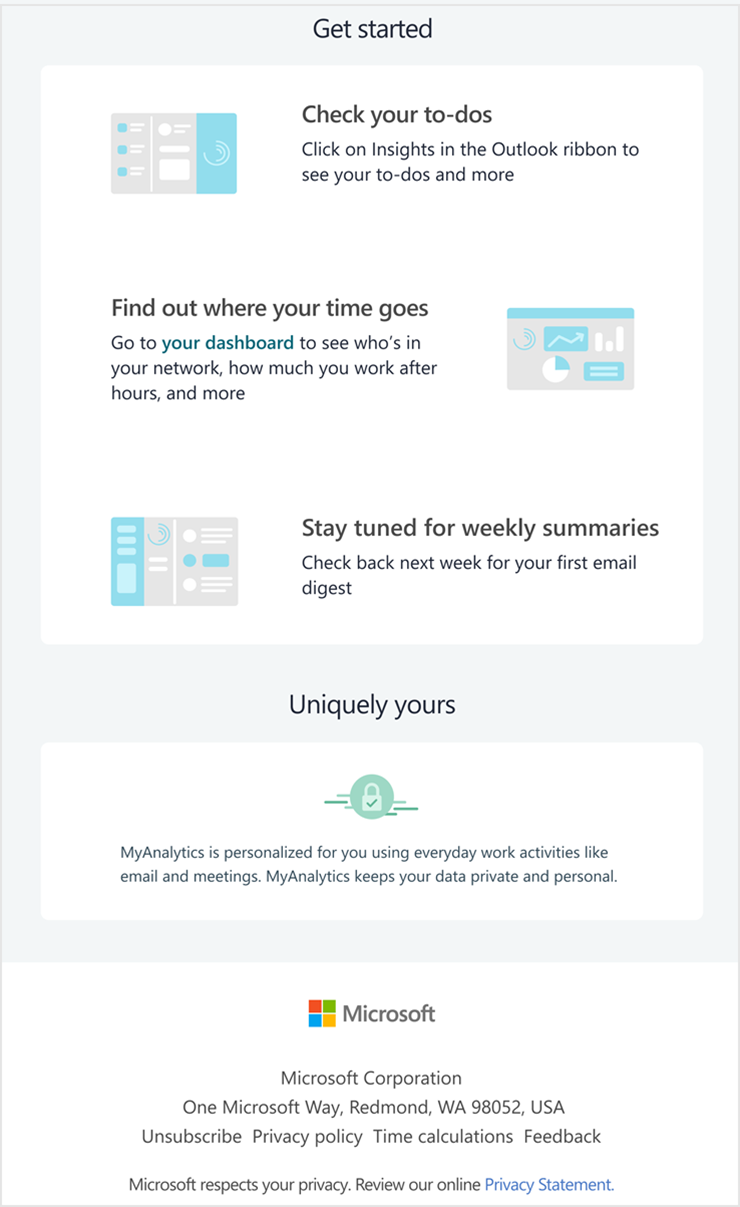 Get started
Check your to-dos
Click on Insights in the Outlook ribbon to
see your to-dos and more
Find out where your time goes
Go to your dashboard to see who's in
your network, how much you work after
hours, and more
Stay tuned for weekly summaries
Check back next week for your first email
digest
Uniquely yours
MyAnalytics is personalized for you using everyday work activities like
email and meetings. MyAnalytics keeps your data private and personal.
Microsoft
Microsoft Corporation
One Microsoft Way, Redmond, WA 98052, USA
Unsubscribe Privacy policy Time calculations Feedback
Microsoft respects your privacy. Review our online Privacy Statement.